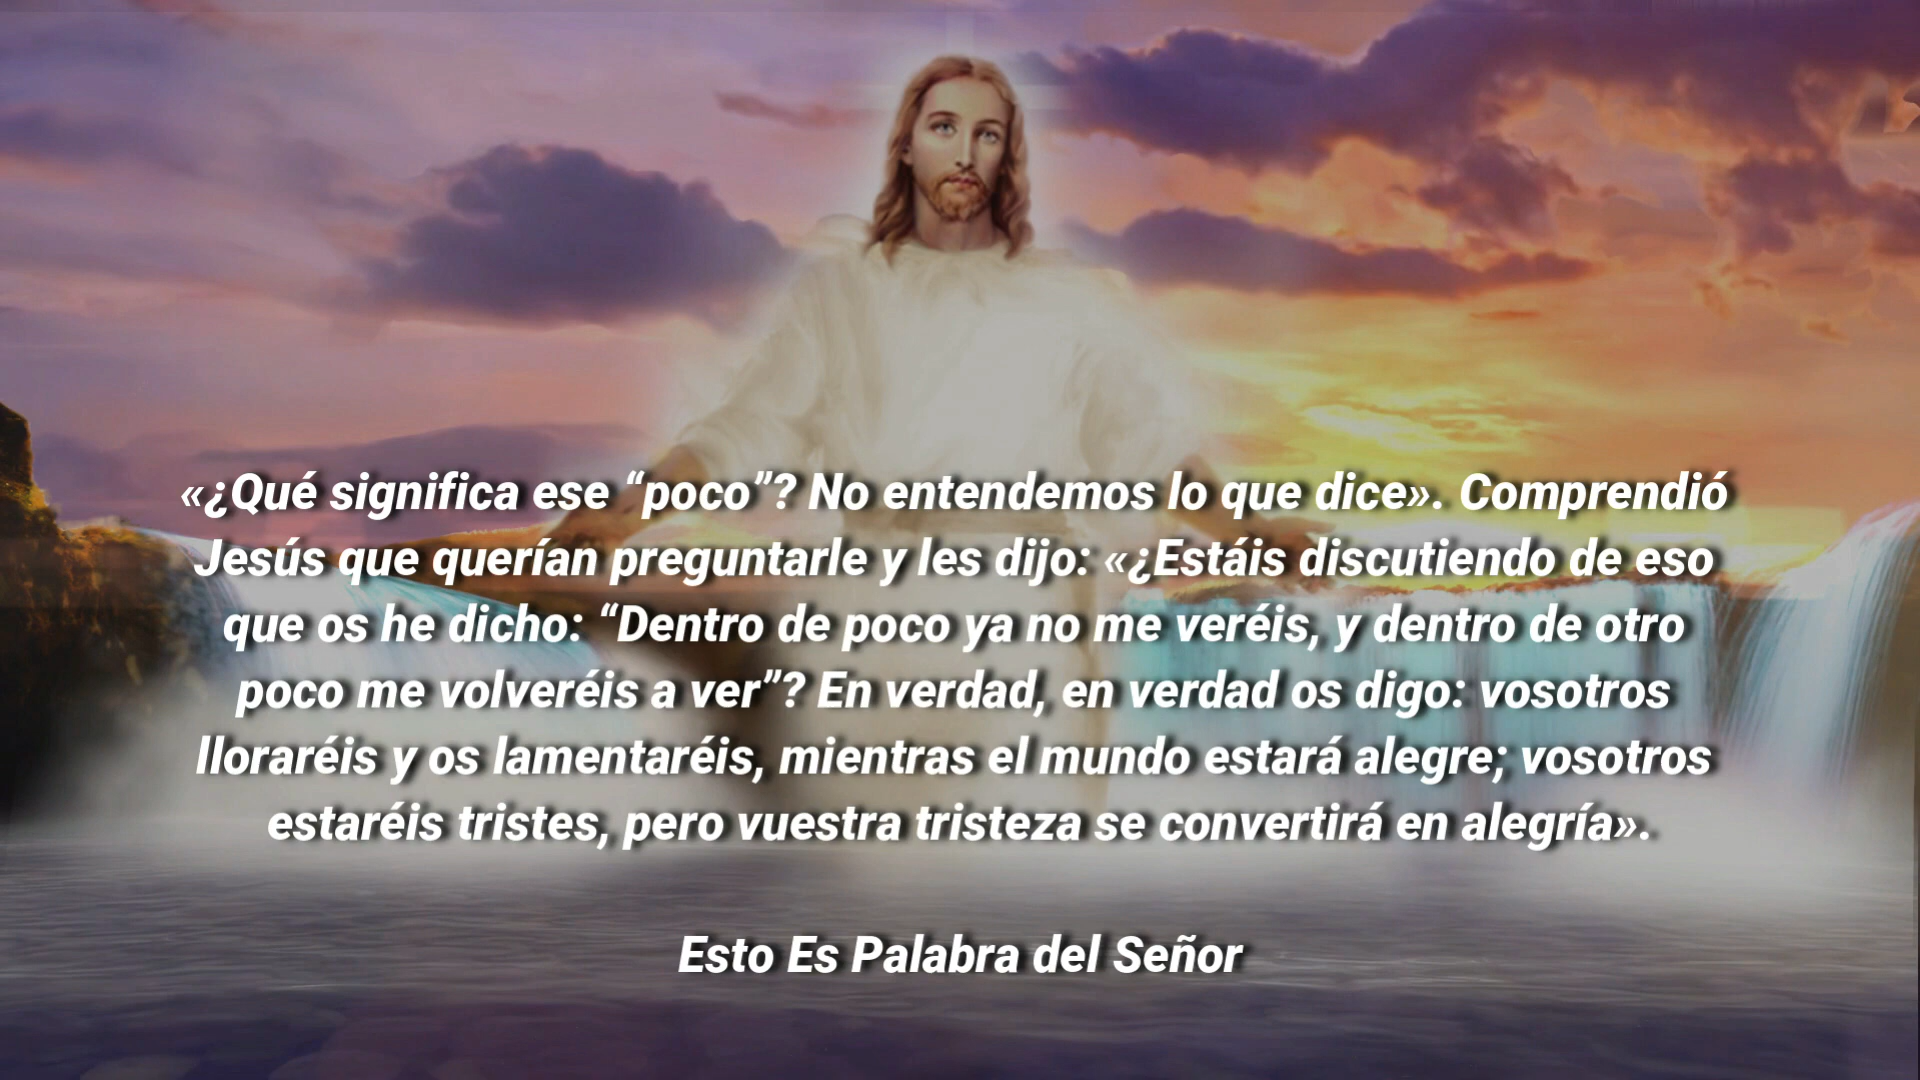 «¿Qué significa ese “poco”? No entendemos lo que dice». Comprendió
Jesús que querían preguntarle y les dijo: «¿Estáis discutiendo de eso
que os he dicho: “Dentro de poco ya no me veréis, y dentro de otro
poco me volveréis a ver”? En verdad, en verdad os digo: vosotros
lloraréis y os lamentaréis, mientras el mundo estará alegre; vosotros
estaréis tristes, pero vuestra tristeza se convertirá en alegría».
Esto Es Palabra del Señor